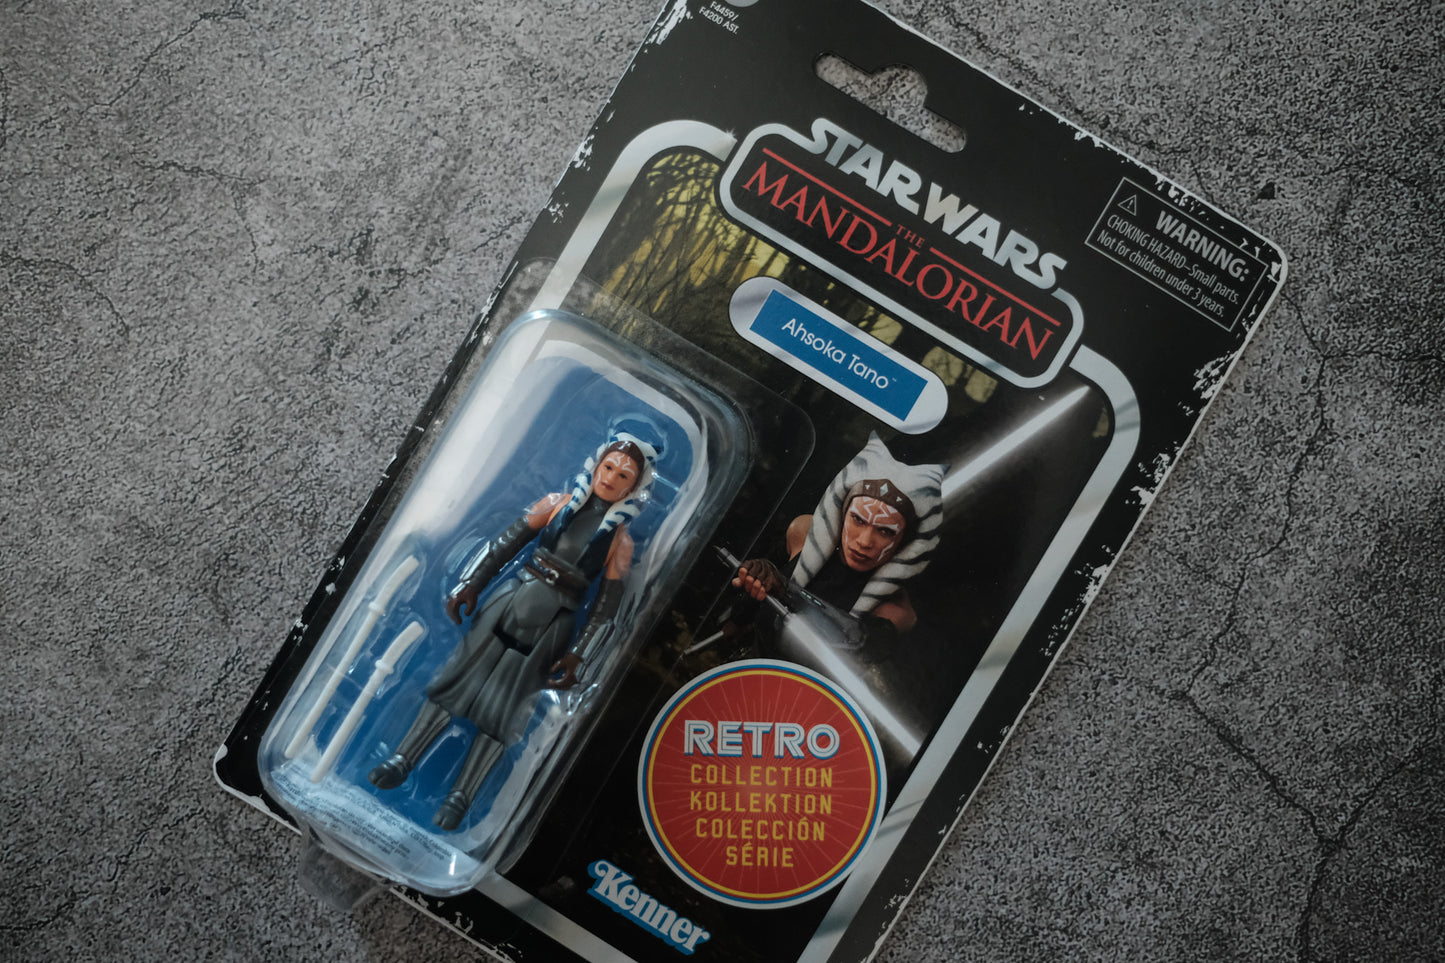 F4459/
F4200 AST.
STAR WARS
THE
MANDALORIAN
WARNING:
CHOKING HAZARD–Small parts.
Not for children under 3 years.
Ahsoka Tano™
RETRO
COLLECTION
KOLLEKTION
COLECCIÓN
SÉRIE
Kenner